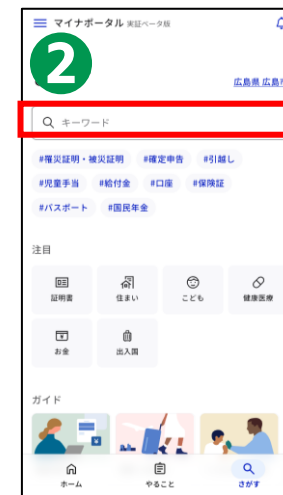 マイナポータル 実証ベータ版
2
広島県 広島市
キーワード
#罹災証明・被災証明 #確定申告 #引越し
#児童手当 #給付金 #口座 #保険証
#パスポート #国民年金
注目
証明書 住まい こども 健康医療
お金 出入国
ガイド
ホーム やること さがす